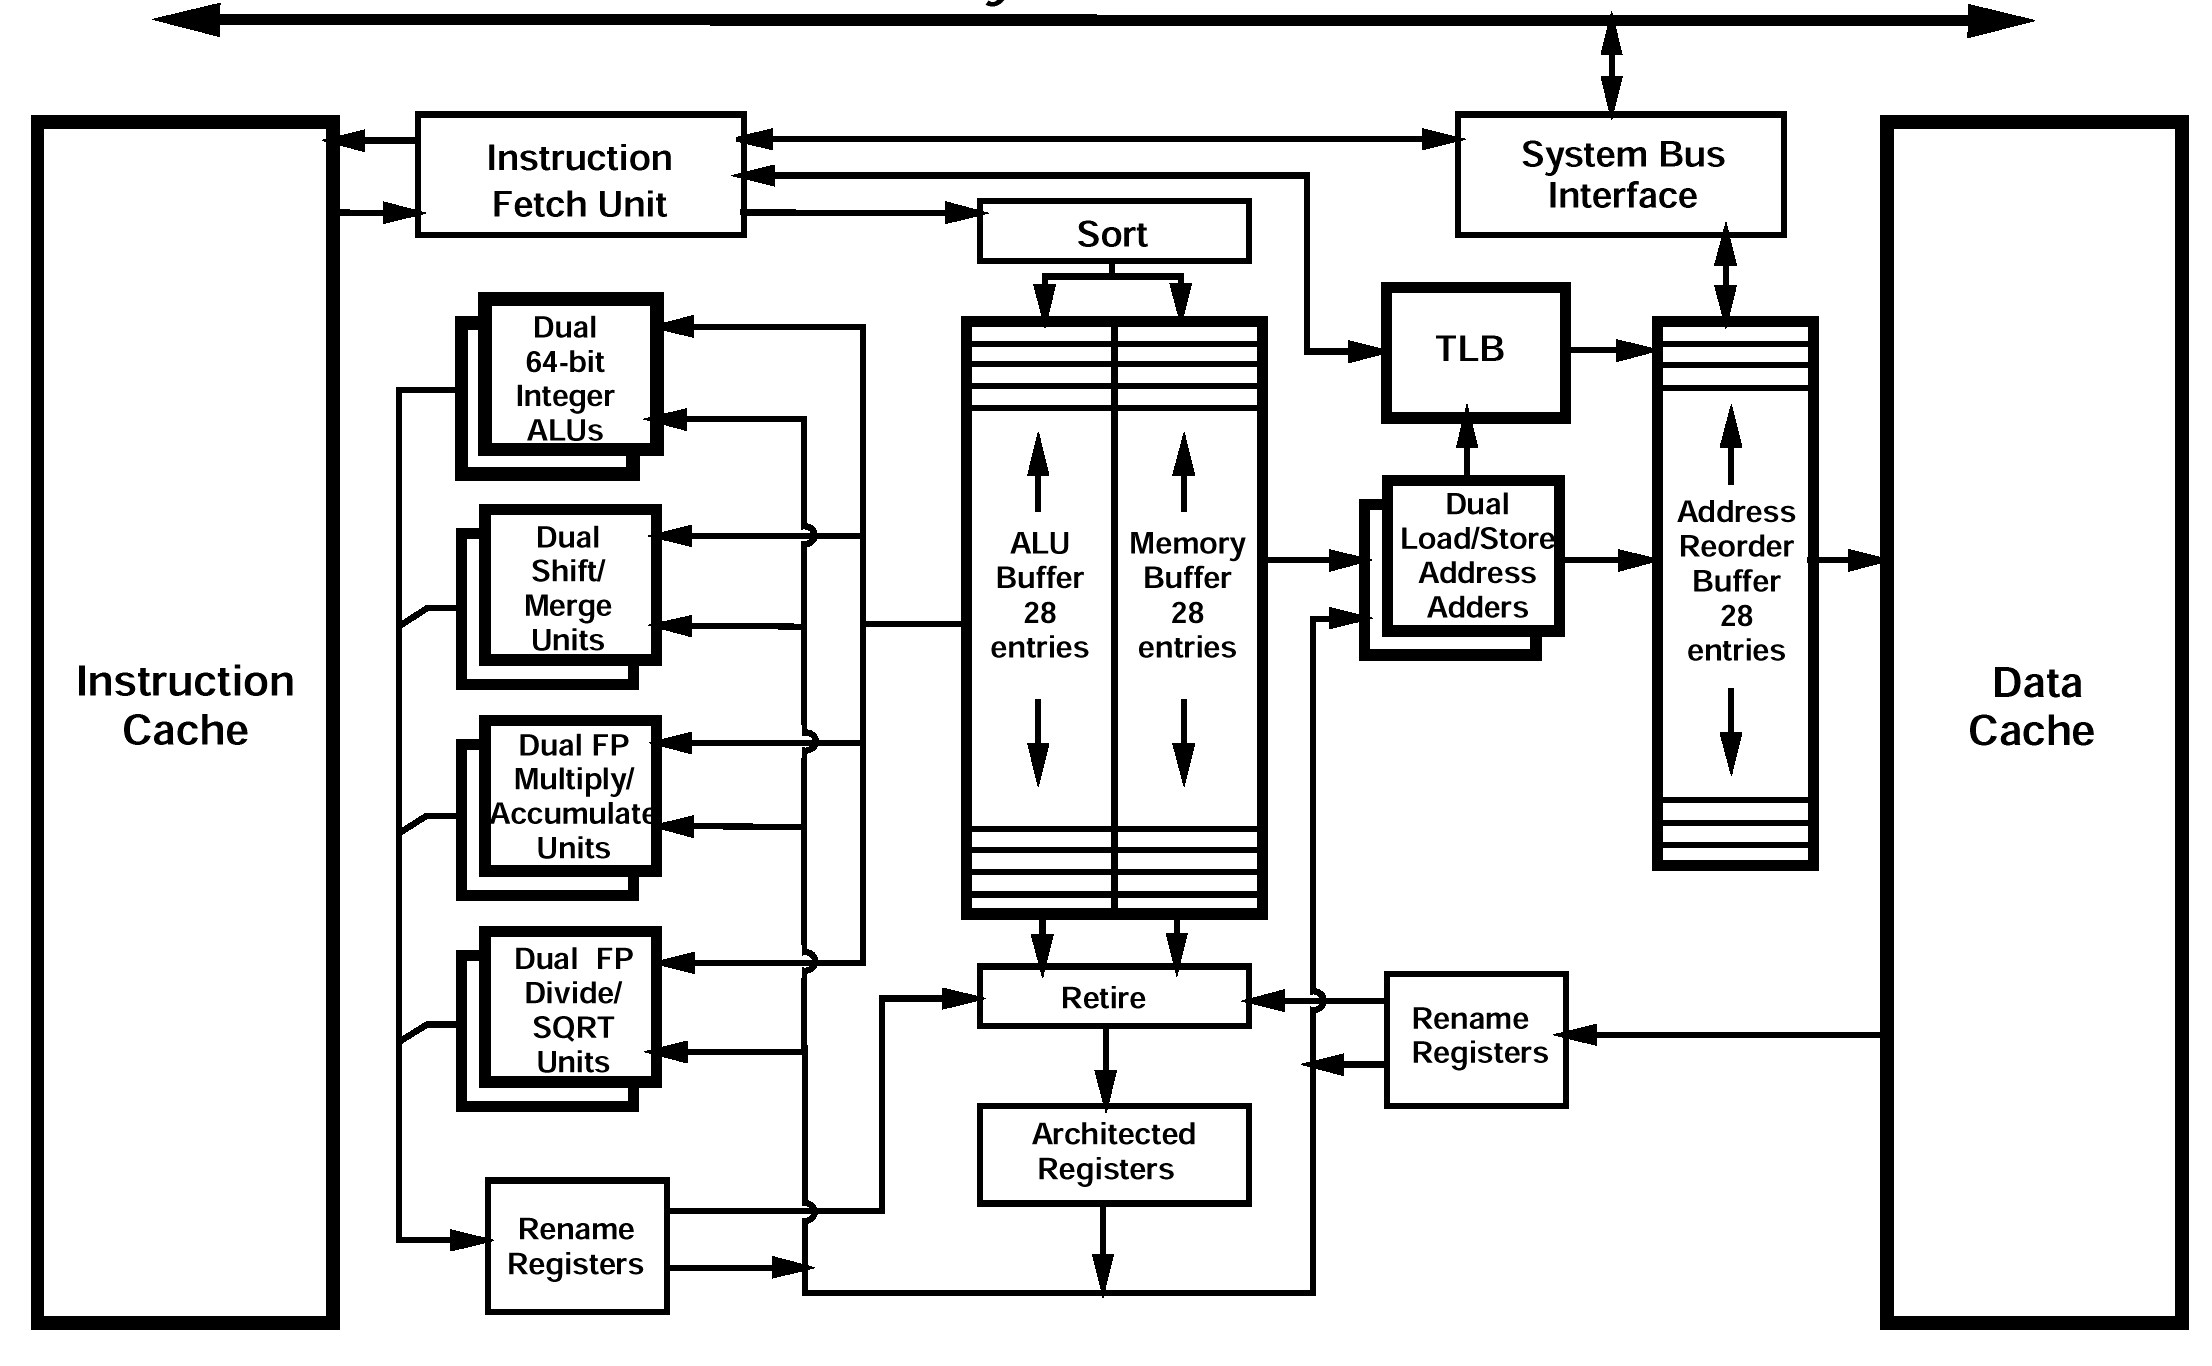 Instruction
Cache
Instruction
Fetch Unit
System Bus
Interface
Sort
Dual
64-bit
Integer
ALUs
Dual
Shift/
Merge
Units
Dual FP
Multiply/
Accumulate
Units
Dual FP
Divide/
SQRT
Units
Rename
Registers
ALU
Buffer
28
entries
Memory
Buffer
28
entries
Retire
Architected
Registers
TLB
Dual
Load/Store
Address
Adders
Address
Reorder
Buffer
28
entries
Rename
Registers
Data
Cache